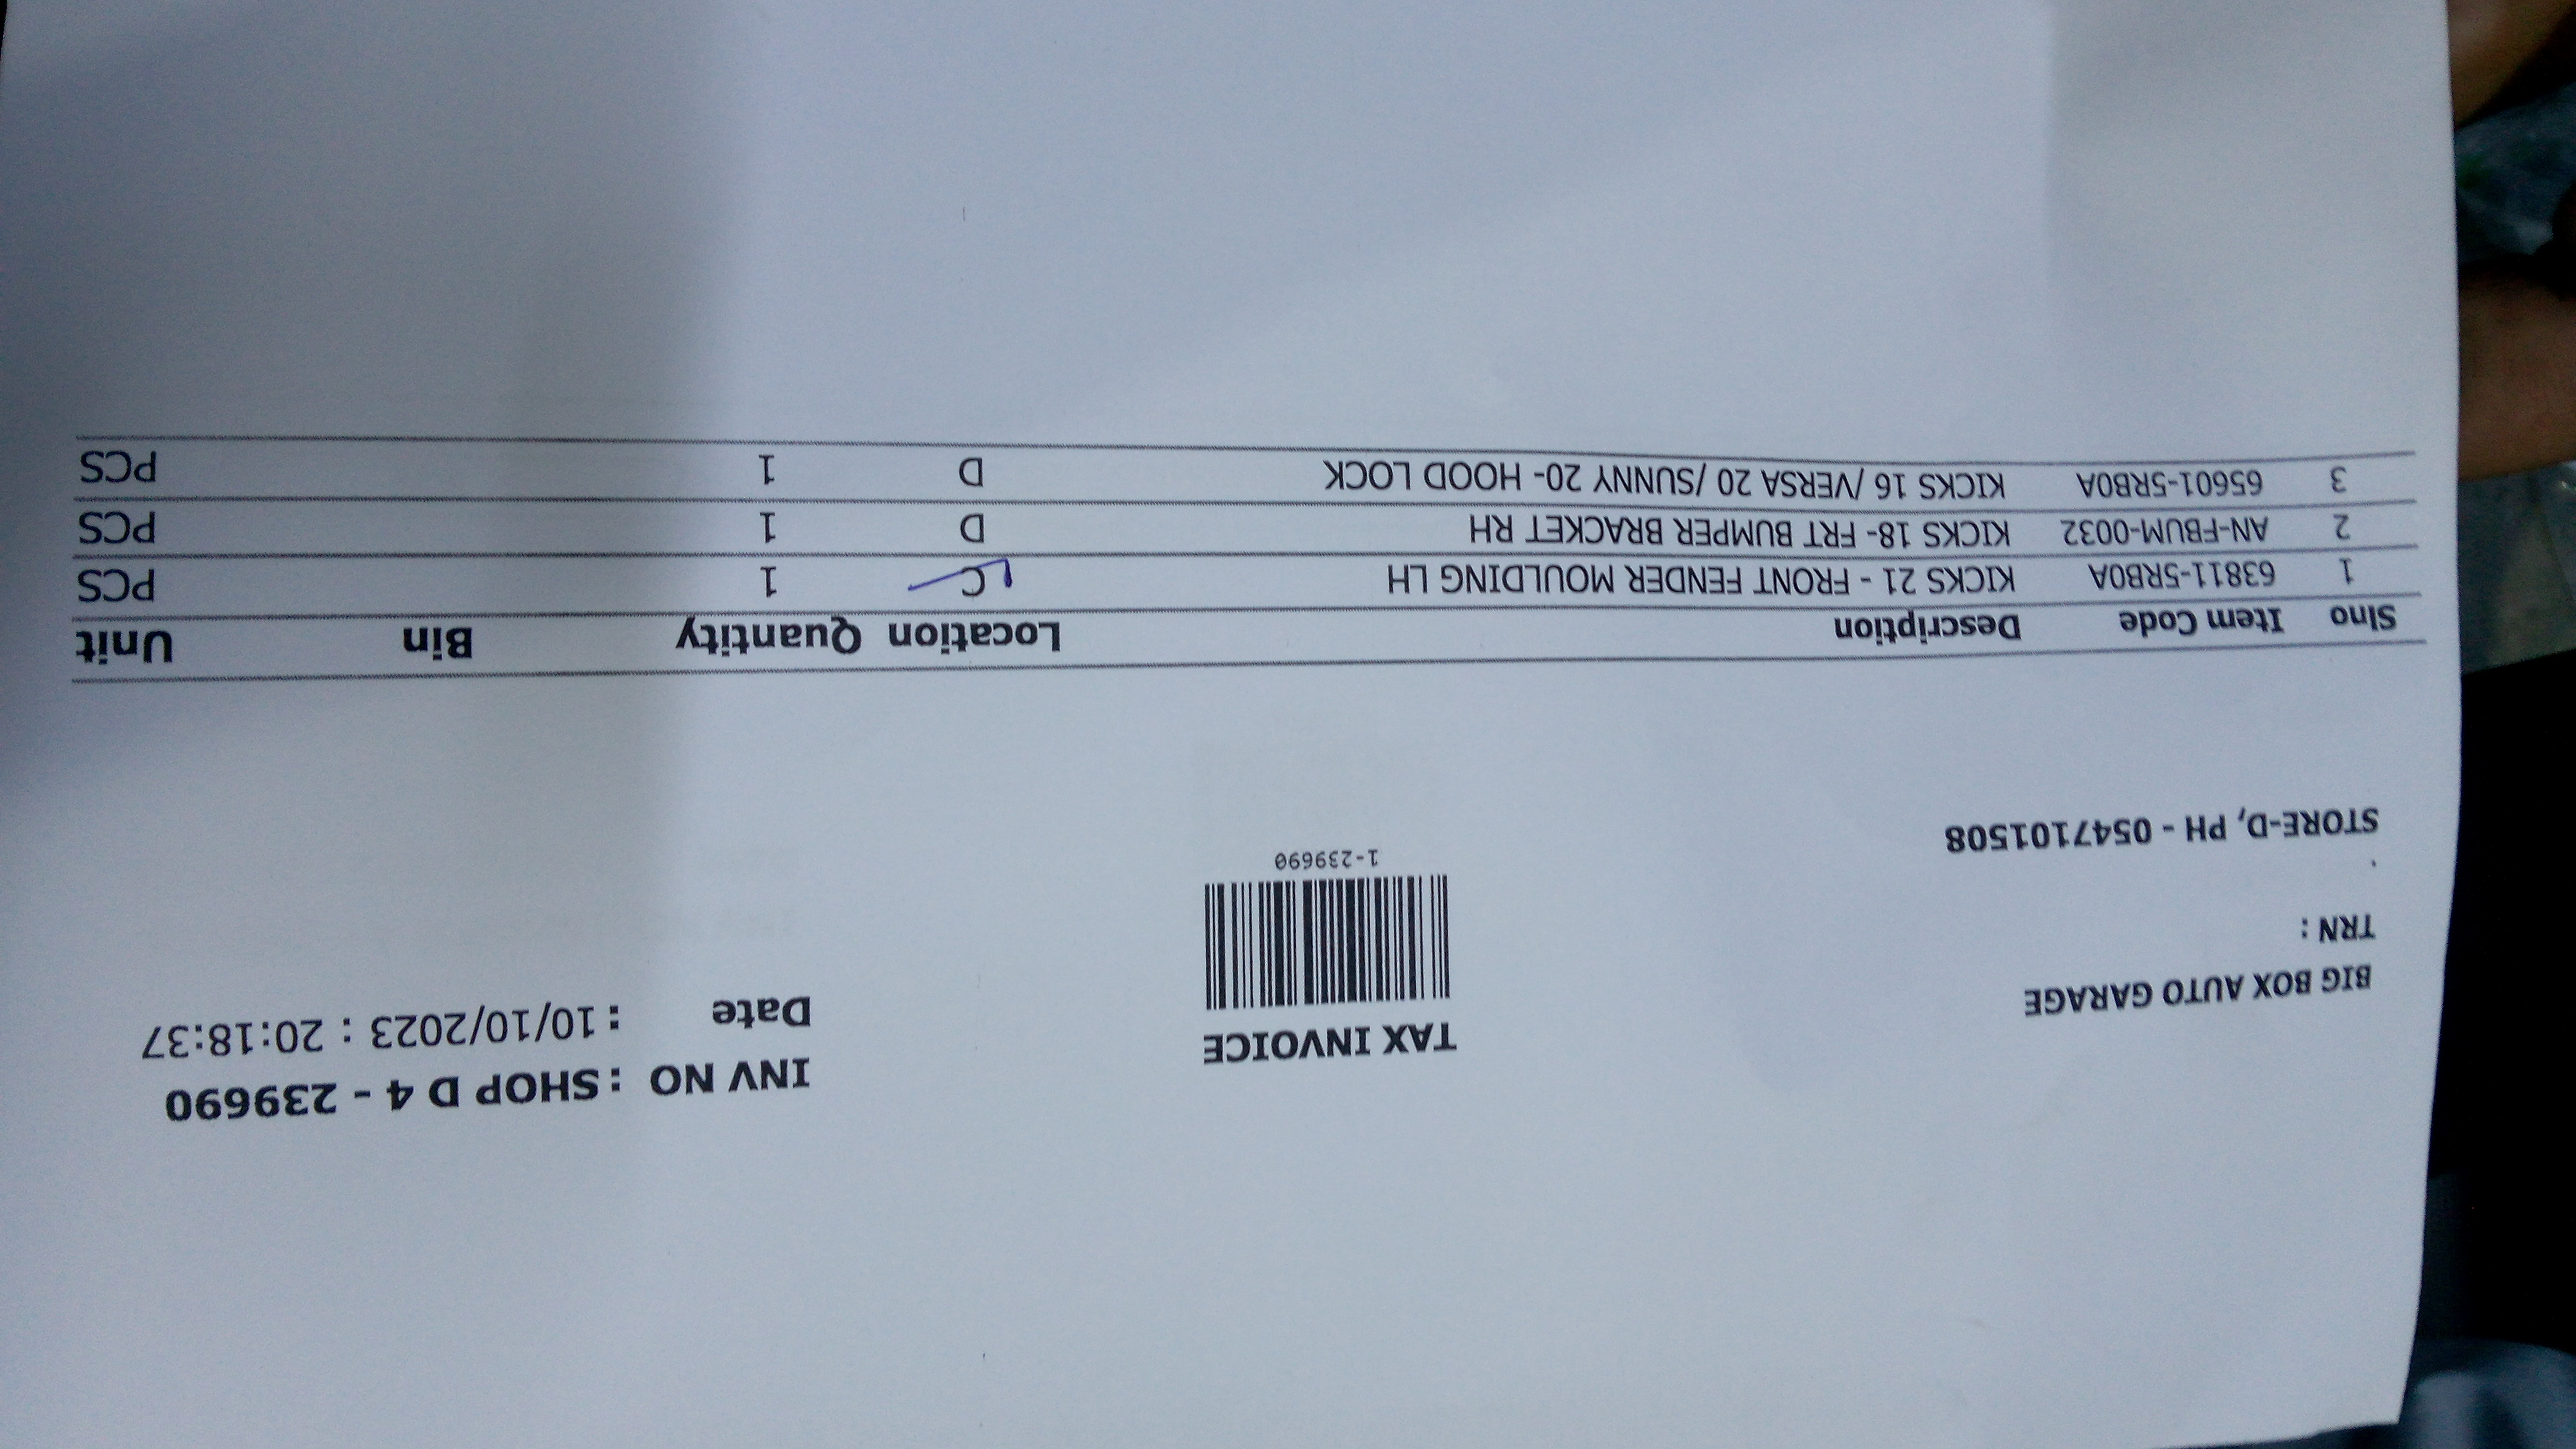 INV NO : SHOP D 4 - 239690
TAX INVOICE
Date : 10/10/2023 : 20:18:37
BIG BOX AUTO GARAGE
TRN :
1-239690
.
STORE-D, PH - 0547101508
Slno Item Code Description Location Quantity Bin Unit
1 63811-5RB0A KICKS 21 - FRONT FENDER MOULDING LH C 1 PCS
2 AN-FBUM-0032 KICKS 18- FRT BUMPER BRACKET RH D 1 PCS
3 65601-5RB0A KICKS 16 /VERSA 20 /SUNNY 20- HOOD LOCK D 1 PCS